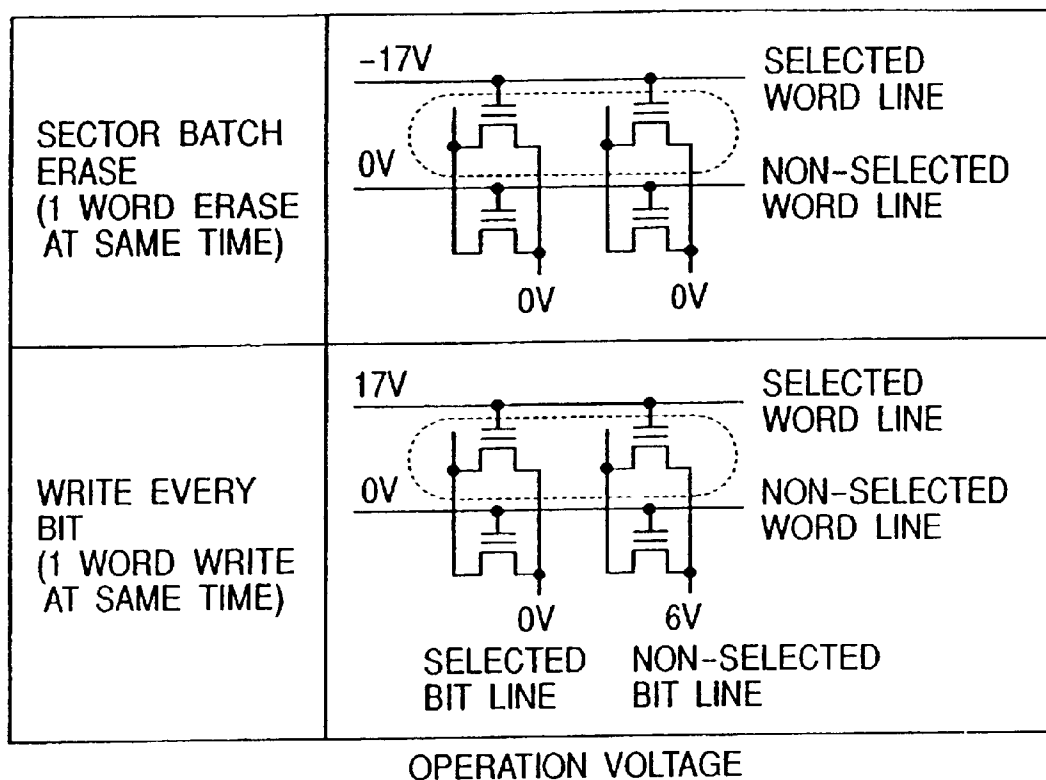 SECTOR BATCH
ERASE
(1 WORD ERASE
AT SAME TIME)
-17V
SELECTED
WORD LINE
0V
NON-SELECTED
WORD LINE
0V
0V
WRITE EVERY
BIT
(1 WORD WRITE
AT SAME TIME)
17V
SELECTED
WORD LINE
0V
NON-SELECTED
WORD LINE
0V
6V
SELECTED
BIT LINE
NON-SELECTED
BIT LINE
OPERATION VOLTAGE